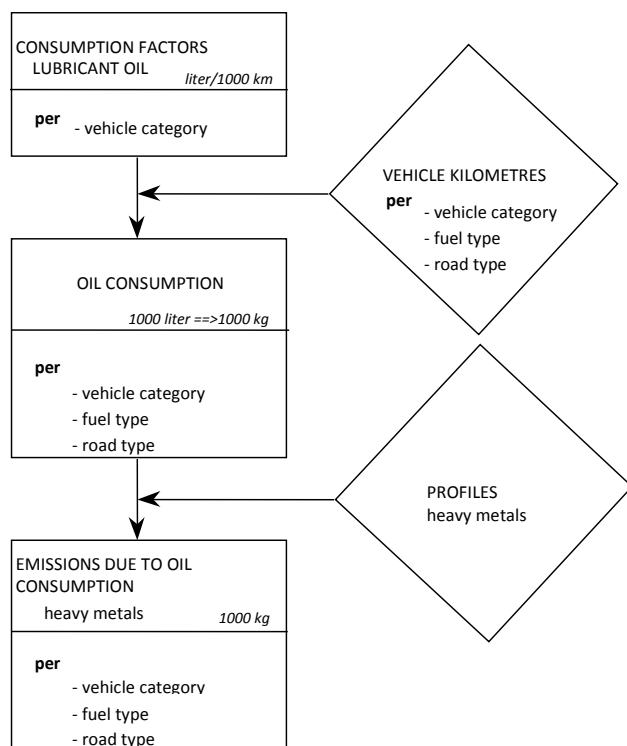 CONSUMPTION FACTORS
LUBRICANT OIL
liter/1000 km
per
- vehicle category
VEHICLE KILOMETRES
per
- vehicle category
- fuel type
- road type
OIL CONSUMPTION
1000 liter ==>1000 kg
per
- vehicle category
- fuel type
- road type
PROFILES
heavy metals
EMISSIONS DUE TO OIL
CONSUMPTION
heavy metals
1000 kg
per
- vehicle category
- fuel type
- road type